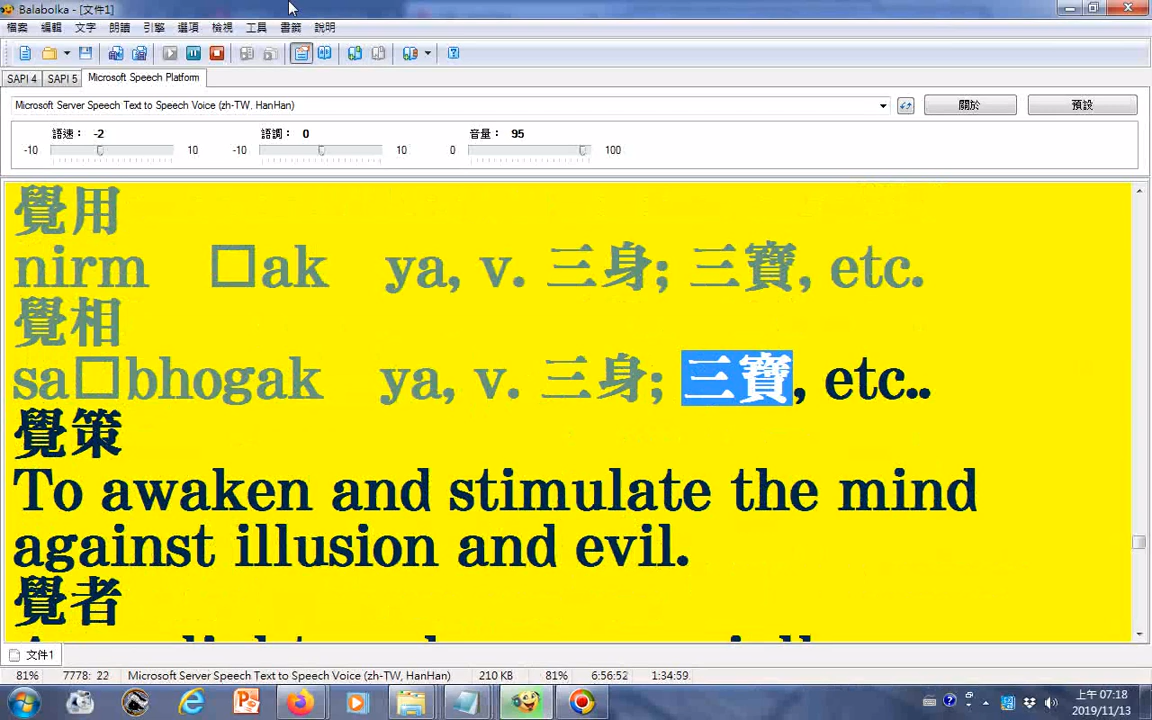 Balabolka - [文件1]
檔案 編輯 文字 朗讀 引擎 選項 檢視 工具 書籤 說明
SAPI 4 SAPI 5 Microsoft Speech Platform
Microsoft Server Speech Text to Speech Voice (zh-TW, HanHan) 關於 預設
語速： -2 語調： 0 音量： 95
-10 10 -10 10 0 100
覺用
nirm □ak ya, v. 三身; 三寶, etc.
覺相
sa□bhogak ya, v. 三身; 三寶, etc..
覺策
To awaken and stimulate the mind
against illusion and evil.
覺者
文件1
81% 7778: 22 Microsoft Server Speech Text to Speech Voice (zh-TW, HanHan) 210 KB 81% 6:56:52 1:34:59
上午 07:18
2019/11/13